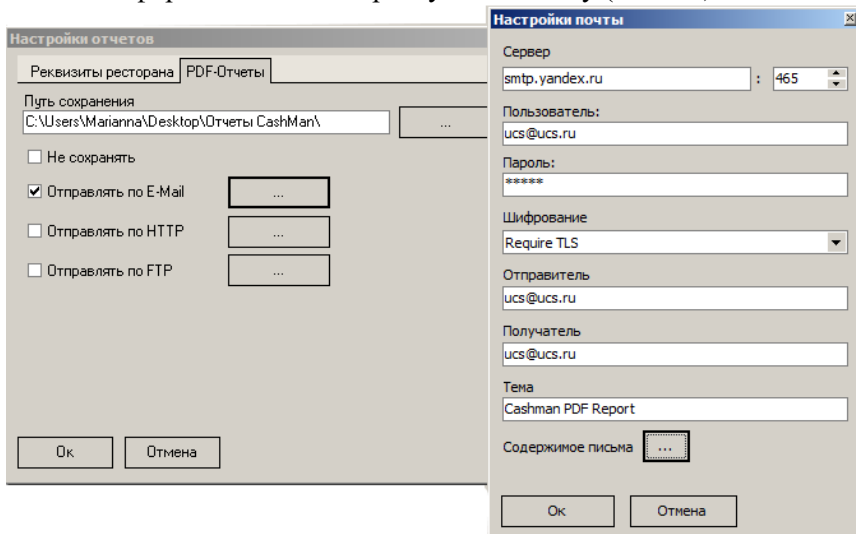 Настройки отчетов
Реквизиты ресторана PDF-Отчеты
Путь сохранения
C:\Users\Marianna\Desktop\Отчеты CashMan\
...
Не сохранять
Отправлять по E-Mail ...
Отправлять по HTTP ...
Отправлять по FTP ...
Ок Отмена
Настройки почты
Сервер
smtp.yandex.ru : 465
Пользователь:
ucs@ucs.ru
Пароль:
*****
Шифрование
Require TLS
Отправитель
ucs@ucs.ru
Получатель
ucs@ucs.ru
Тема
Cashman PDF Report
Содержимое письма ...
Ок Отмена